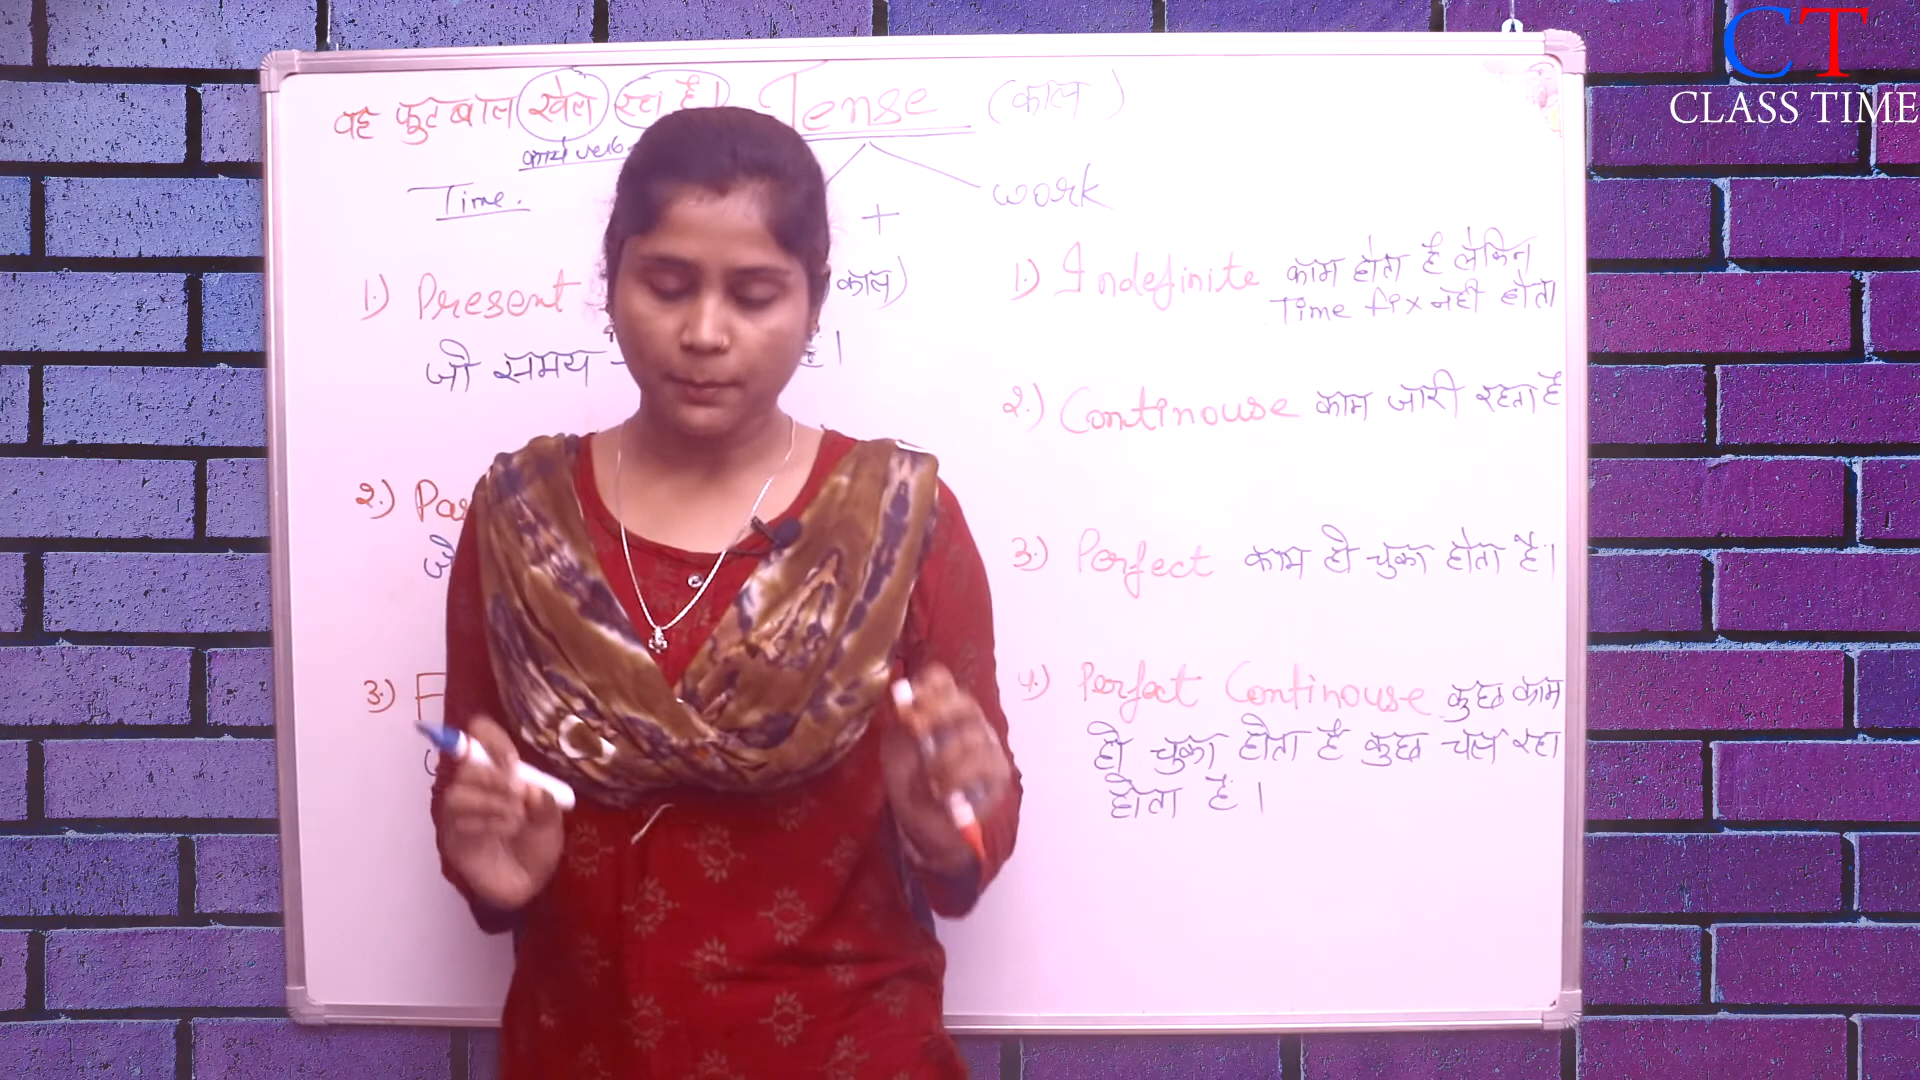 CT
CLASS TIME
वह फुटबाल खेल रहा है। Tense (काल)
कार्य verb
Time. + work
1.) Present काल)
जो समय
2.)
3.) F
1.) Indefinite काम होता है लेकिन
Time fix नही होता
2.) Continouse काम जारी रहता है
3.) Perfect काम हो चुका होता है।
4.) Perfect Continouse कुछ काम
हो चुका होता है कुछ चल रहा
होता है।